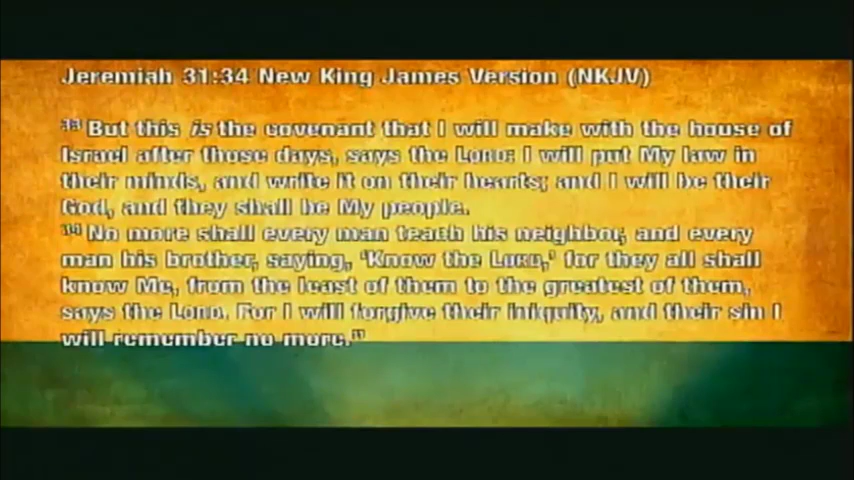 Jeremiah 31:34 New King James Version (NKJV)
33 But this is the covenant that I will make with the house of
Israel after those days, says the LORD: I will put My law in
their minds, and write it on their hearts; and I will be their
God, and they shall be My people.
34 No more shall every man teach his neighbor, and every
man his brother, saying, ‘Know the LORD,’ for they all shall
know Me, from the least of them to the greatest of them,
says the LORD. For I will forgive their iniquity, and their sin I
will remember no more.”